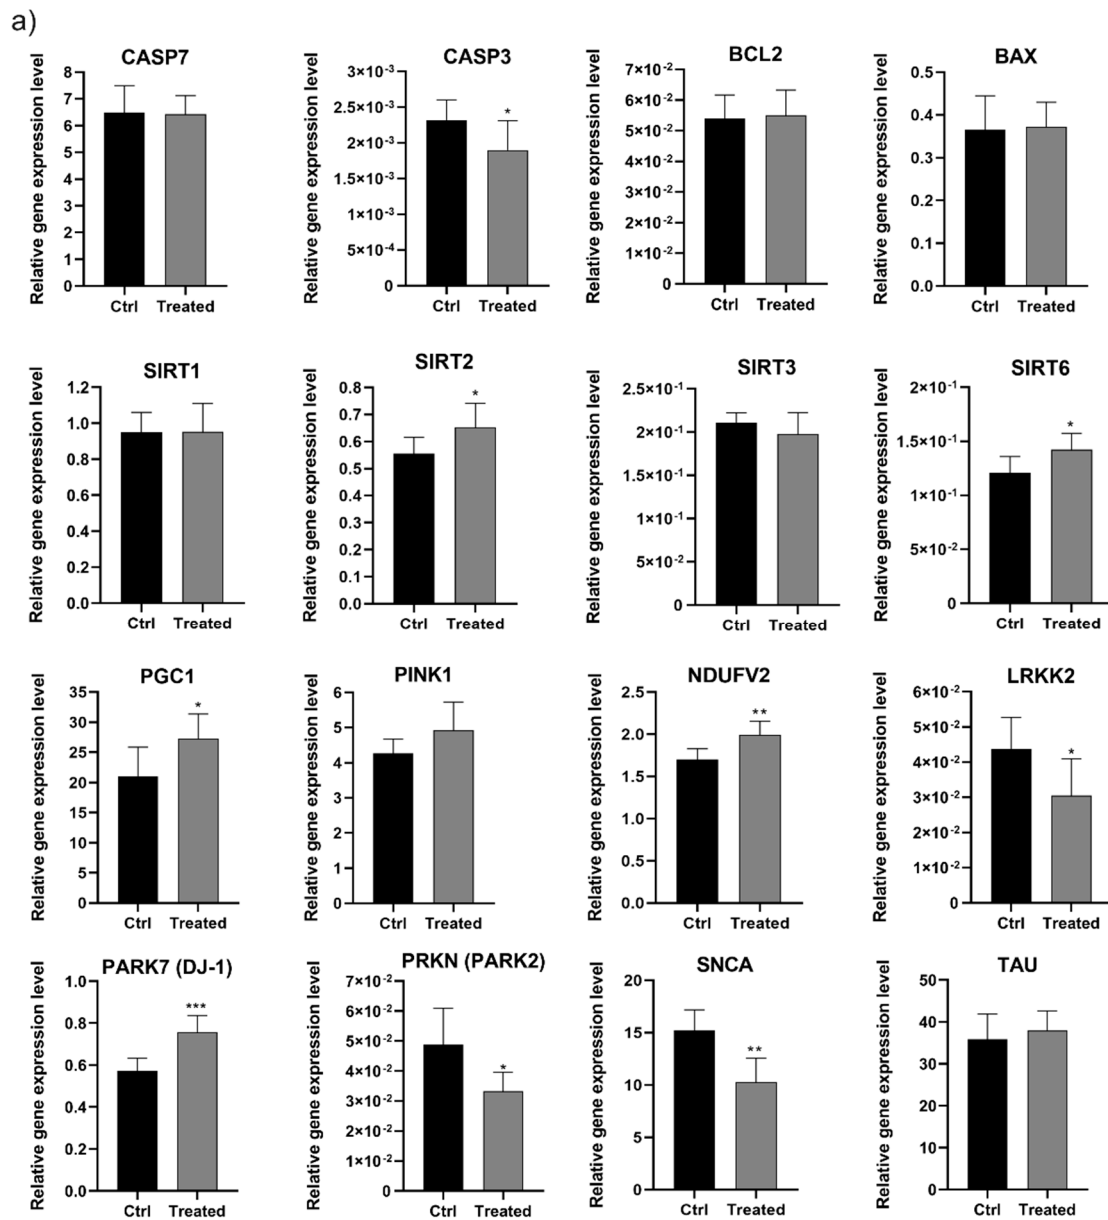 a)
CASP7
Relative gene expression level
8
7
6
5
4
3
2
1
0
Ctrl Treated
CASP3
Relative gene expression level
3×10⁻³
2.5×10⁻³
2×10⁻³
1.5×10⁻³
1×10⁻³
5×10⁻⁴
0
*
Ctrl Treated
BCL2
Relative gene expression level
7×10⁻²
6×10⁻²
5×10⁻²
4×10⁻²
3×10⁻²
2×10⁻²
1×10⁻²
0
Ctrl Treated
BAX
Relative gene expression level
0.5
0.4
0.3
0.2
0.1
0.0
Ctrl Treated
SIRT1
Relative gene expression level
1.2
1.0
0.8
0.6
0.4
0.2
0.0
Ctrl Treated
SIRT2
Relative gene expression level
0.8
0.7
0.6
0.5
0.4
0.3
0.2
0.1
0.0
*
Ctrl Treated
SIRT3
Relative gene expression level
2.5×10⁻¹
2×10⁻¹
1.5×10⁻¹
1×10⁻¹
5×10⁻²
0
Ctrl Treated
SIRT6
Relative gene expression level
2×10⁻¹
1.5×10⁻¹
1×10⁻¹
5×10⁻²
0
*
Ctrl Treated
PGC1
Relative gene expression level
35
30
25
20
15
10
5
0
*
Ctrl Treated
PINK1
Relative gene expression level
6
5
4
3
2
1
0
Ctrl Treated
NDUFV2
Relative gene expression level
2.5
2.0
1.5
1.0
0.5
0.0
**
Ctrl Treated
LRKK2
Relative gene expression level
6×10⁻²
5×10⁻²
4×10⁻²
3×10⁻²
2×10⁻²
1×10⁻²
0
*
Ctrl Treated
PARK7 (DJ-1)
Relative gene expression level
1.0
0.8
0.6
0.4
0.2
0.0
***
Ctrl Treated
PRKN (PARK2)
Relative gene expression level
7×10⁻²
6×10⁻²
5×10⁻²
4×10⁻²
3×10⁻²
2×10⁻²
1×10⁻²
0
*
Ctrl Treated
SNCA
Relative gene expression level
20
15
10
5
0
**
Ctrl Treated
TAU
Relative gene expression level
50
40
30
20
10
0
Ctrl Treated